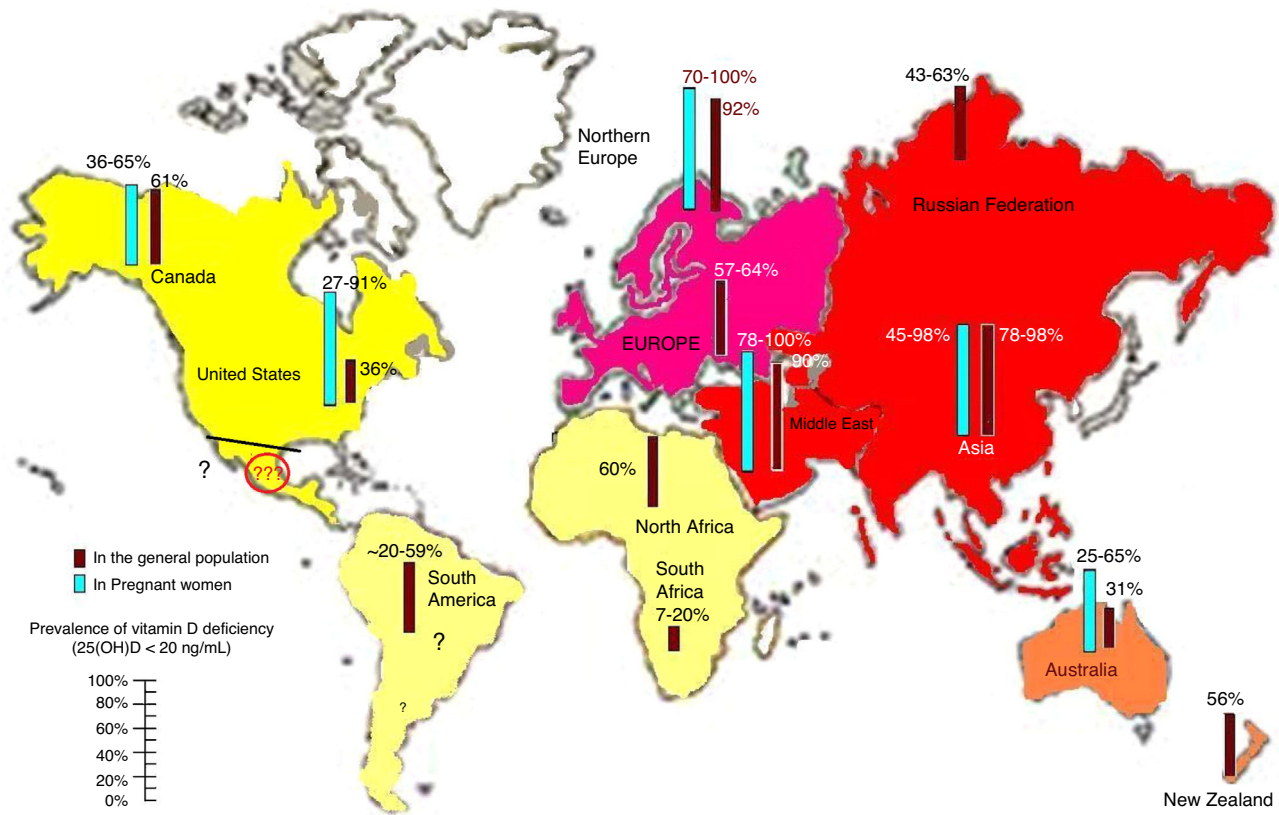 70-100%
92%
43-63%
Northern
Europe
36-65%
61%
Russian Federation
Canada
27-91%
57-64%
45-98%
78-98%
EUROPE
78-100%
90%
United States
36%
Middle East
Asia
?
???
60%
North Africa
In the general population
In Pregnant women
~20-59%
South
America
?
?
South
Africa
7-20%
25-65%
31%
Australia
Prevalence of vitamin D deficiency
(25(OH)D < 20 ng/mL)
100%
80%
60%
40%
20%
0%
56%
New Zealand